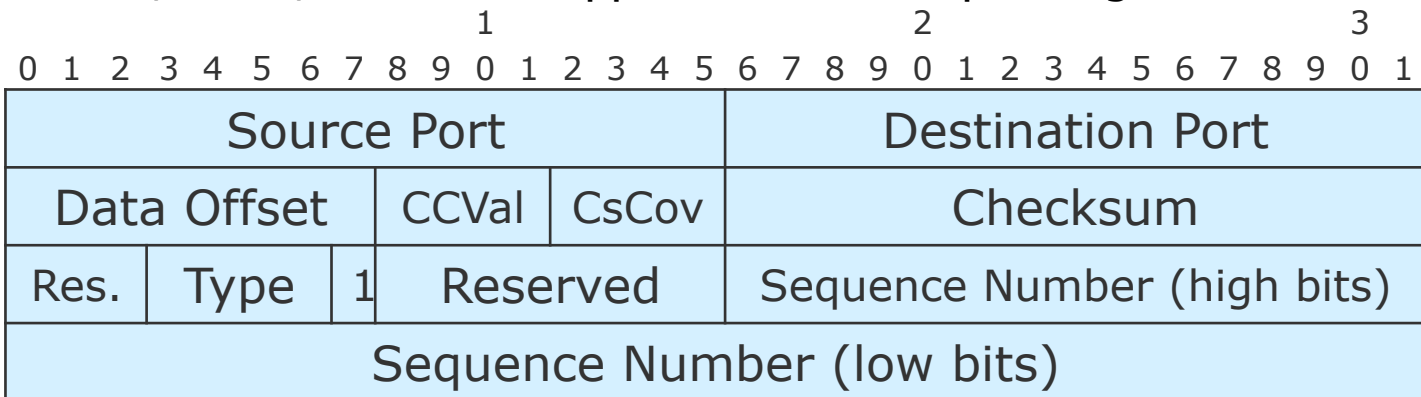 1 2 3
0 1 2 3 4 5 6 7 8 9 0 1 2 3 4 5 6 7 8 9 0 1 2 3 4 5 6 7 8 9 0 1
Source Port Destination Port
Data Offset CCVal CsCov Checksum
Res. Type 1 Reserved Sequence Number (high bits)
Sequence Number (low bits)